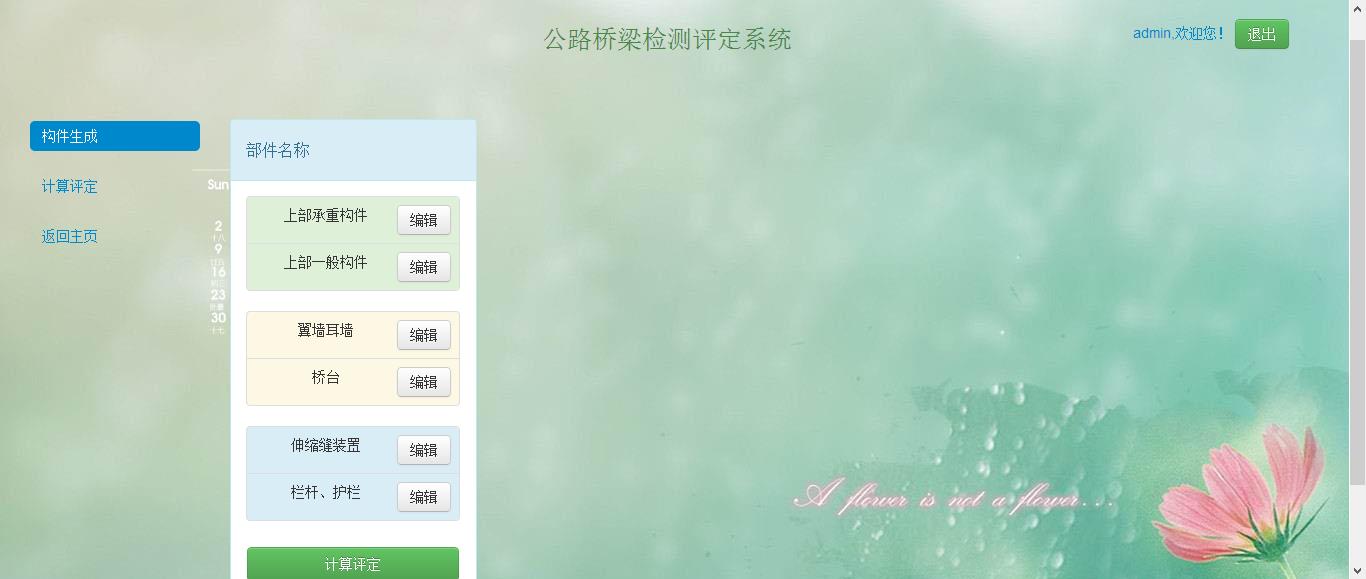 公路桥梁检测评定系统
admin,欢迎您！
退出
构件生成
计算评定
返回主页
部件名称
上部承重构件
编辑
上部一般构件
编辑
翼墙耳墙
编辑
桥台
编辑
伸缩缝装置
编辑
栏杆、护栏
编辑
计算评定
Sun
2
十八
9
16
23
30
十七
A flower is not a flower...